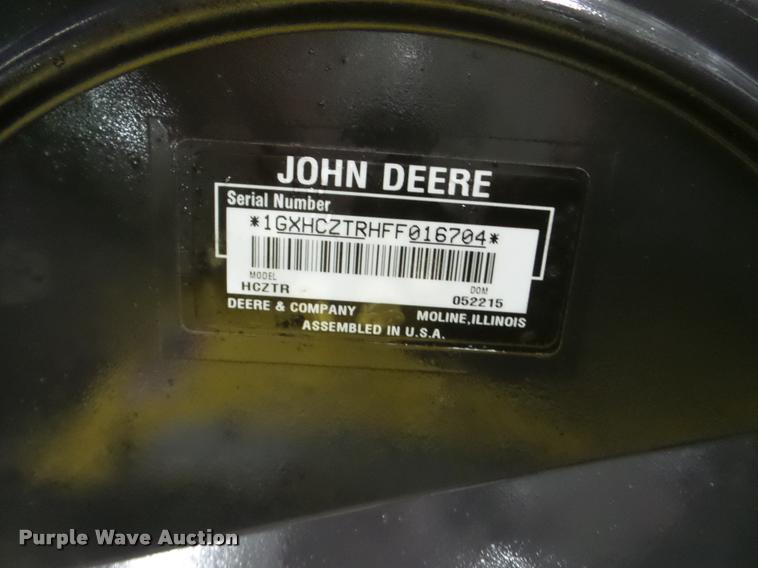 JOHN DEERE
Serial Number
*1GXHCZTRHFF016704*
MODEL DOM
HCZTR 052215
DEERE & COMPANY MOLINE, ILLINOIS
ASSEMBLED IN U.S.A.
Purple Wave Auction